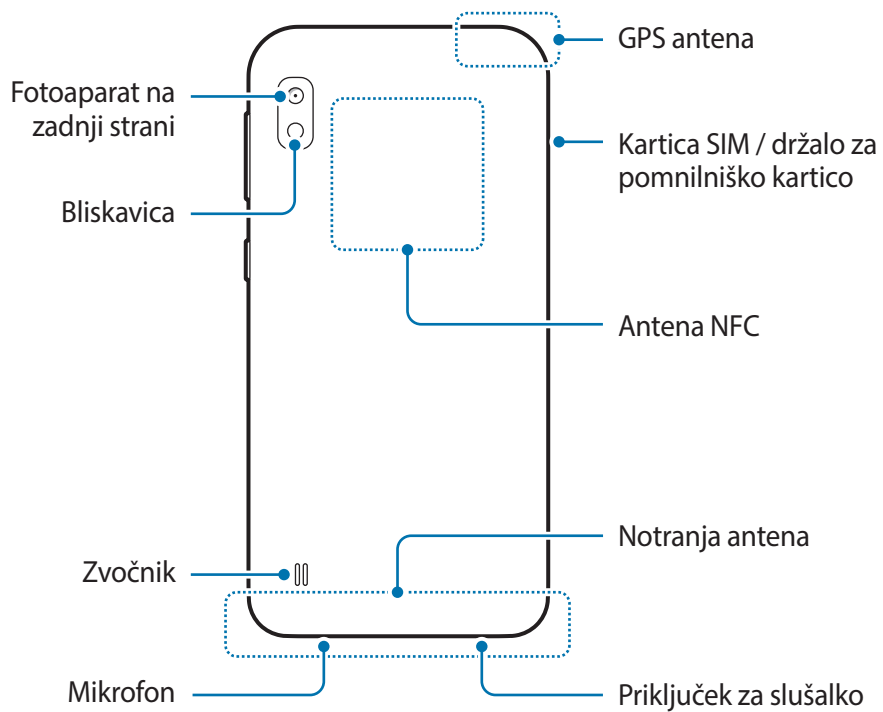 GPS antena
Fotoaparat na
zadnji strani
Kartica SIM / držalo za
pomnilniško kartico
Bliskavica
Antena NFC
Notranja antena
Zvočnik
Mikrofon
Priključek za slušalko